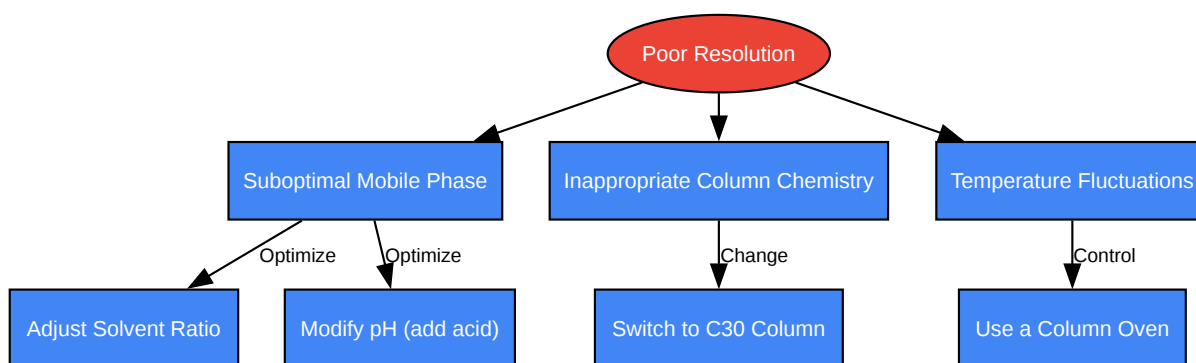 Poor Resolution
Suboptimal Mobile Phase
Inappropriate Column Chemistry
Temperature Fluctuations
Optimize
Optimize
Change
Control
Adjust Solvent Ratio
Modify pH (add acid)
Switch to C30 Column
Use a Column Oven